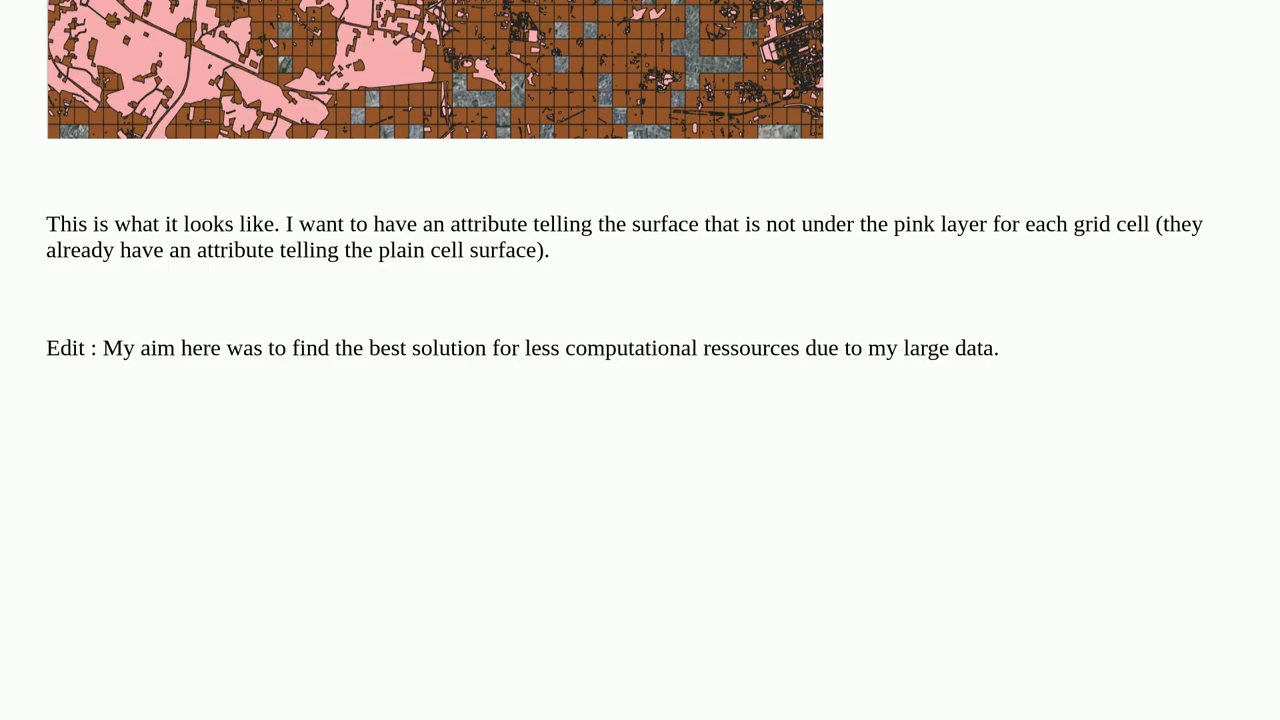 This is what it looks like. I want to have an attribute telling the surface that is not under the pink layer for each grid cell (they
already have an attribute telling the plain cell surface).
Edit : My aim here was to find the best solution for less computational ressources due to my large data.